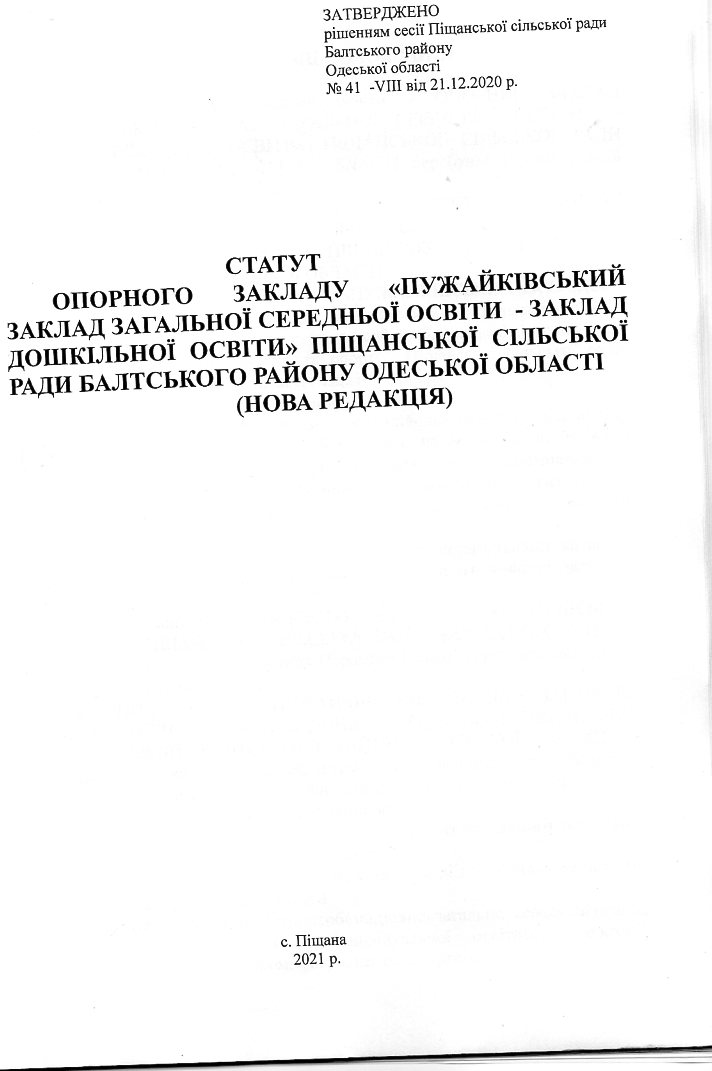 ЗАТВЕРДЖЕНО
рішенням сесії Піщанської сільської ради
Балтського району
Одеської області
№ 41 -VIII від 21.12.2020 р.
СТАТУТ
ОПОРНОГО ЗАКЛАДУ «ПУЖАЙКІВСЬКИЙ
ЗАКЛАД ЗАГАЛЬНОЇ СЕРЕДНЬОЇ ОСВІТИ - ЗАКЛАД
ДОШКІЛЬНОЇ ОСВІТИ» ПІЩАНСЬКОЇ СІЛЬСЬКОЇ
РАДИ БАЛТСЬКОГО РАЙОНУ ОДЕСЬКОЇ ОБЛАСТІ
(НОВА РЕДАКЦІЯ)
с. Піщана
2021 р.